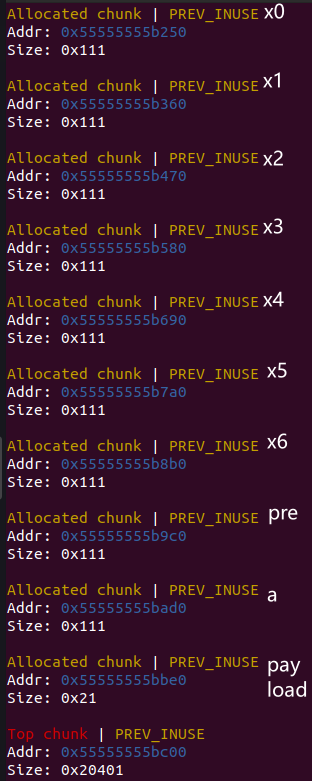 Allocated chunk | PREV_INUSE x0
Addr: 0x55555555b250
Size: 0x111
Allocated chunk | PREV_INUSE x1
Addr: 0x55555555b360
Size: 0x111
Allocated chunk | PREV_INUSE x2
Addr: 0x55555555b470
Size: 0x111
Allocated chunk | PREV_INUSE x3
Addr: 0x55555555b580
Size: 0x111
Allocated chunk | PREV_INUSE x4
Addr: 0x55555555b690
Size: 0x111
Allocated chunk | PREV_INUSE x5
Addr: 0x55555555b7a0
Size: 0x111
Allocated chunk | PREV_INUSE x6
Addr: 0x55555555b8b0
Size: 0x111
Allocated chunk | PREV_INUSE pre
Addr: 0x55555555b9c0
Size: 0x111
Allocated chunk | PREV_INUSE a
Addr: 0x55555555bad0
Size: 0x111
Allocated chunk | PREV_INUSE pay
Addr: 0x55555555bbe0 load
Size: 0x21
Top chunk | PREV_INUSE
Addr: 0x55555555bc00
Size: 0x20401